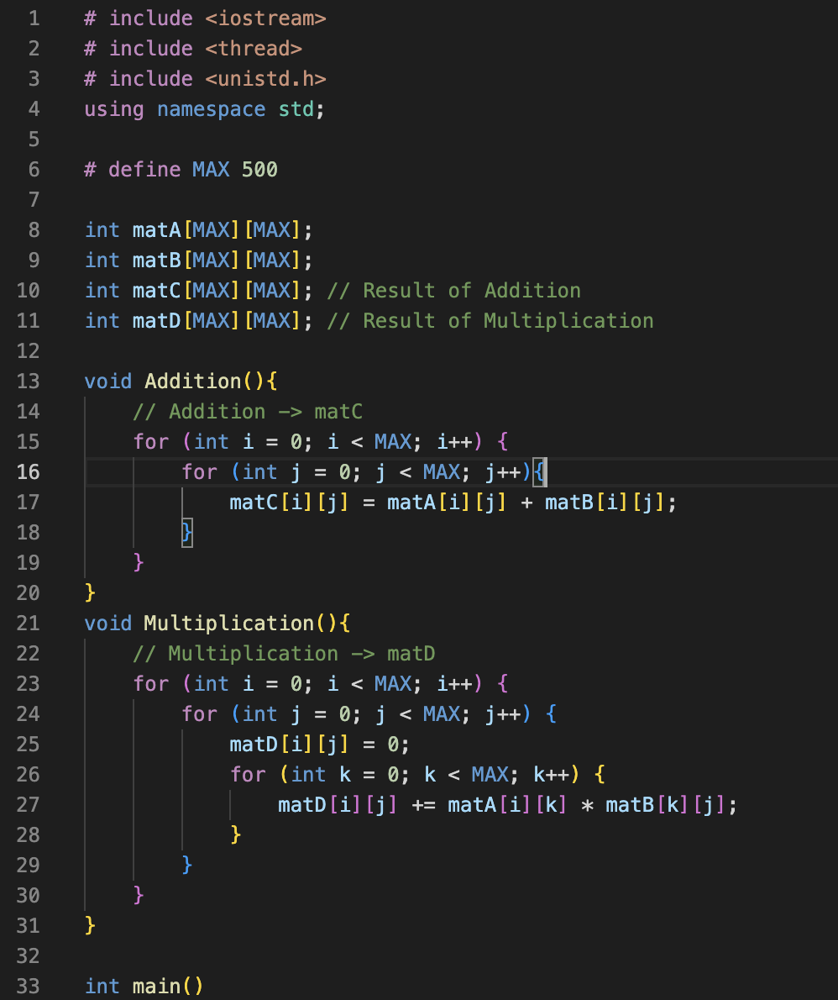 1 # include <iostream>
2 # include <thread>
3 # include <unistd.h>
4 using namespace std;
5
6 # define MAX 500
7
8 int matA[MAX][MAX];
9 int matB[MAX][MAX];
10 int matC[MAX][MAX]; // Result of Addition
11 int matD[MAX][MAX]; // Result of Multiplication
12
13 void Addition(){
14     // Addition -> matC
15     for (int i = 0; i < MAX; i++) {
16         for (int j = 0; j < MAX; j++){
17             matC[i][j] = matA[i][j] + matB[i][j];
18         }
19     }
20 }
21 void Multiplication(){
22     // Multiplication -> matD
23     for (int i = 0; i < MAX; i++) {
24         for (int j = 0; j < MAX; j++) {
25             matD[i][j] = 0;
26             for (int k = 0; k < MAX; k++) {
27                 matD[i][j] += matA[i][k] * matB[k][j];
28             }
29         }
30     }
31 }
32
33 int main()